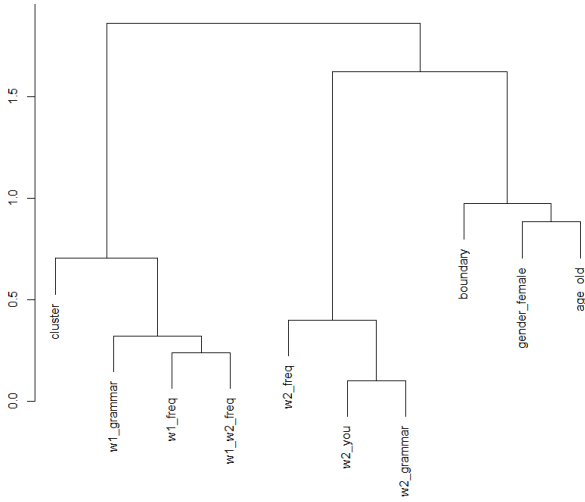 1.5
1.0
0.5
0.0
cluster
w1_grammar
w1_freq
w1_w2_freq
w2_freq
w2_you
w2_grammar
boundary
gender_female
age_old